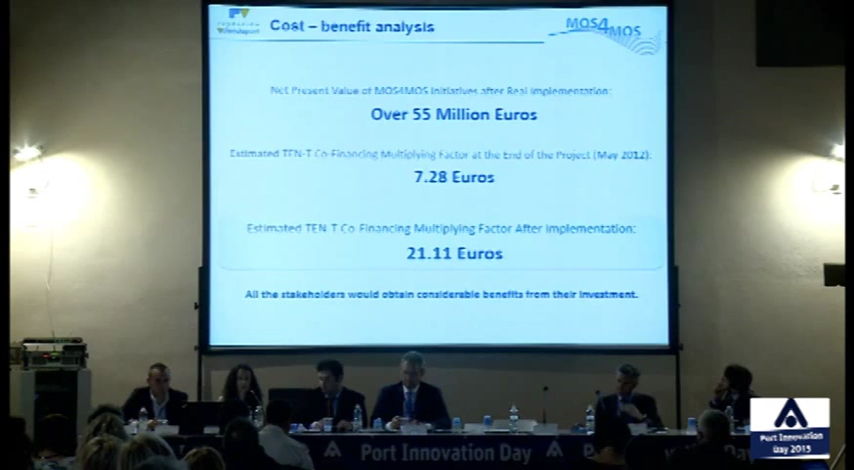 FUNDACIÓN
Valenciaport
Cost – benefit analysis
MOS4MOS
Net Present Value of MOS4MOS Initiatives after Real Implementation:
Over 55 Million Euros
Estimated TEN-T Co-Financing Multiplying Factor at the End of the Project (May 2012):
7.28 Euros
Estimated TEN-T Co-Financing Multiplying Factor After Implementation:
21.11 Euros
All the stakeholders would obtain considerable benefits from their investment.
Port Innovation Day
Port Innovation
Day 2015